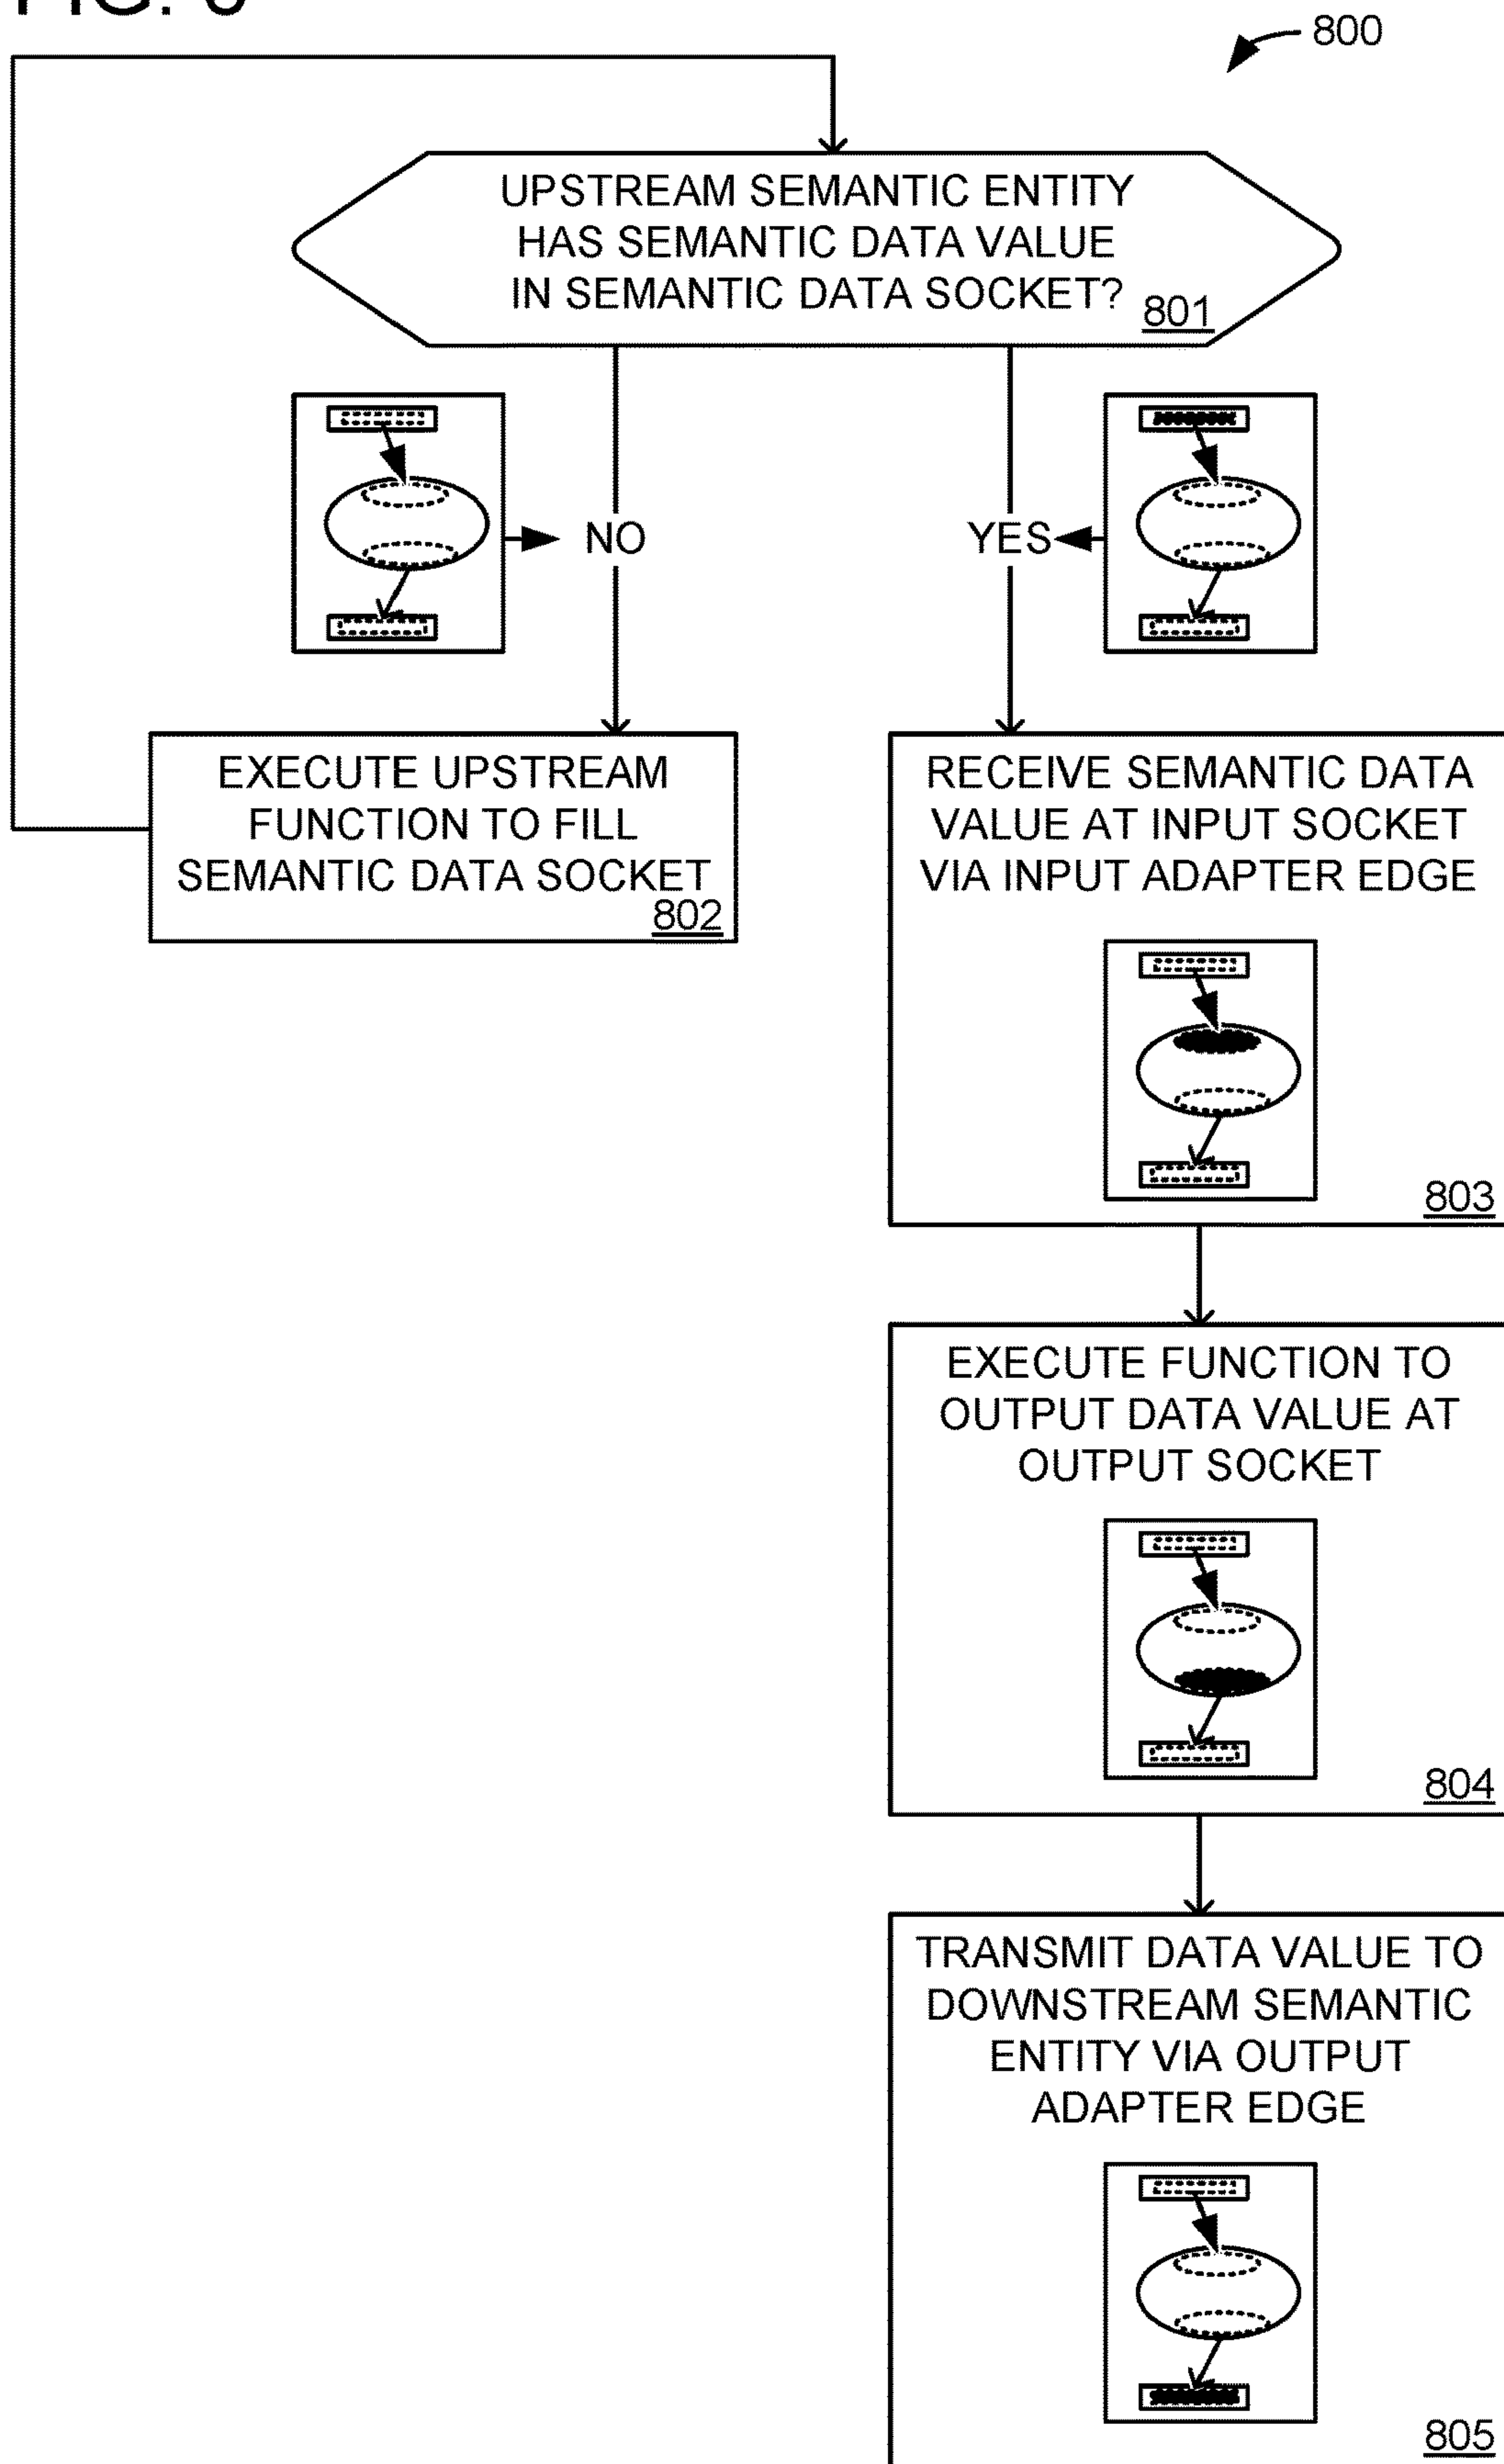 FIG.
800
UPSTREAM SEMANTIC ENTITY
HAS SEMANTIC DATA VALUE
IN SEMANTIC DATA SOCKET?
801
NO
YES
EXECUTE UPSTREAM
FUNCTION TO FILL
SEMANTIC DATA SOCKET
802
RECEIVE SEMANTIC DATA
VALUE AT INPUT SOCKET
VIA INPUT ADAPTER EDGE
803
EXECUTE FUNCTION TO
OUTPUT DATA VALUE AT
OUTPUT SOCKET
804
TRANSMIT DATA VALUE TO
DOWNSTREAM SEMANTIC
ENTITY VIA OUTPUT
ADAPTER EDGE
805